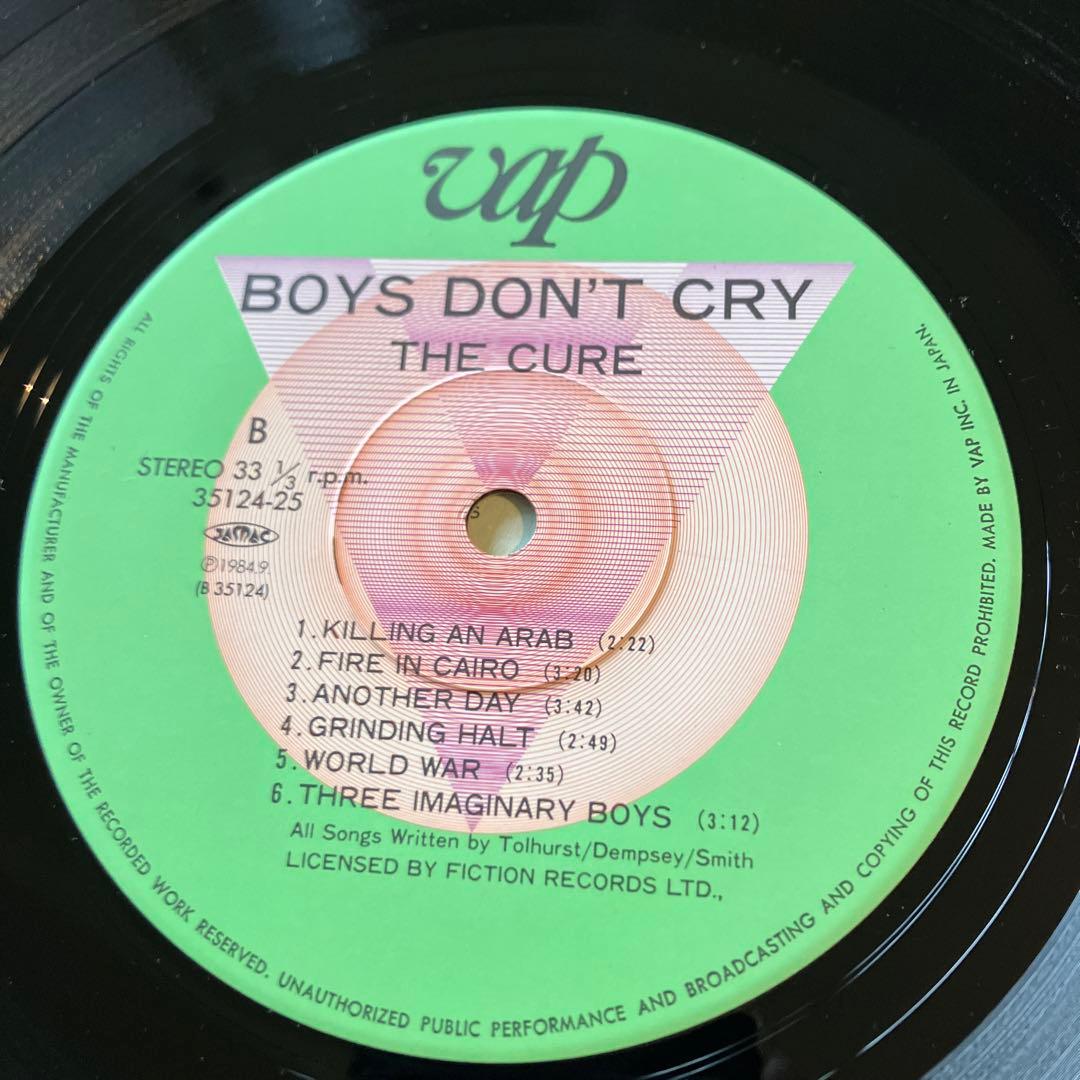 vap
BOYS DON'T CRY
THE CURE
B
STEREO 33 1/3 r.p.m.
35124-25
JASRAC
Ⓟ1984.9
(B 35124)
S
1.KILLING AN ARAB (2:22)
2.FIRE IN CAIRO (3:20)
3.ANOTHER DAY (3:42)
4.GRINDING HALT (2:49)
5.WORLD WAR (2:35)
6.THREE IMAGINARY BOYS (3:12)
All Songs Written by Tolhurst/Dempsey/Smith
LICENSED BY FICTION RECORDS LTD.,
ALL RIGHTS OF THE MANUFACTURER AND OF THE OWNER OF THE RECORDED WORK RESERVED. UNAUTHORIZED PUBLIC PERFORMANCE AND BROADCASTING AND COPYING OF THIS RECORD PROHIBITED. MADE BY VAP INC. IN JAPAN.